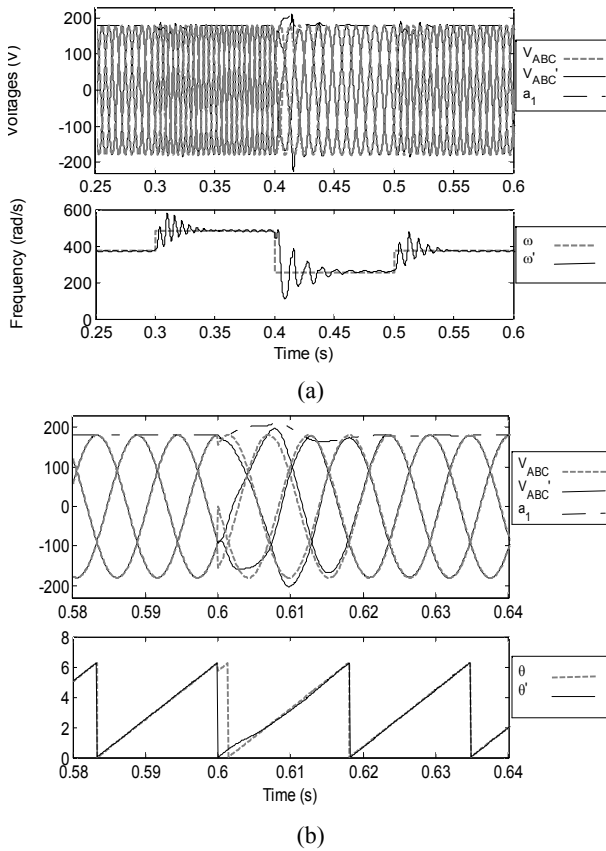 Voltages (V)
200
100
0
-100
-200
0.25 0.3 0.35 0.4 0.45 0.5 0.55 0.6
V_ABC
V_ABC'
a_1
Frequency (rad/s)
600
400
200
0
0.25 0.3 0.35 0.4 0.45 0.5 0.55 0.6
Time (s)
ω
ω'
(a)
200
100
0
-100
-200
0.58 0.59 0.6 0.61 0.62 0.63 0.64
V_ABC
V_ABC'
a_1
8
6
4
2
0
0.58 0.59 0.6 0.61 0.62 0.63 0.64
Time (s)
θ
θ'
(b)